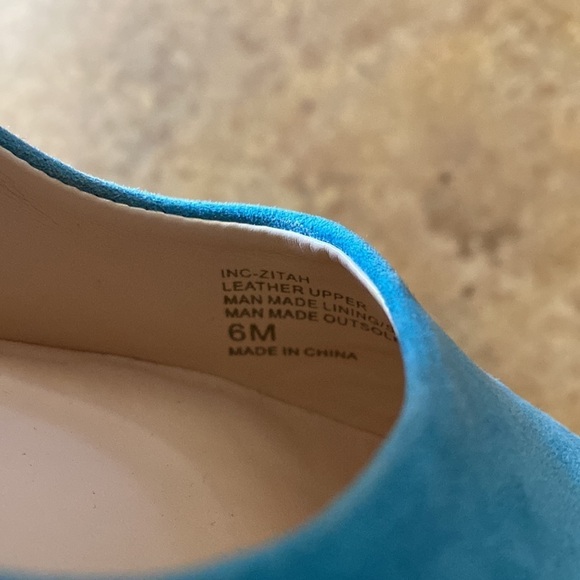 INC-ZITAH
LEATHER UPPER
MAN MADE LINING/
MAN MADE OUTSOL
6M
MADE IN CHINA